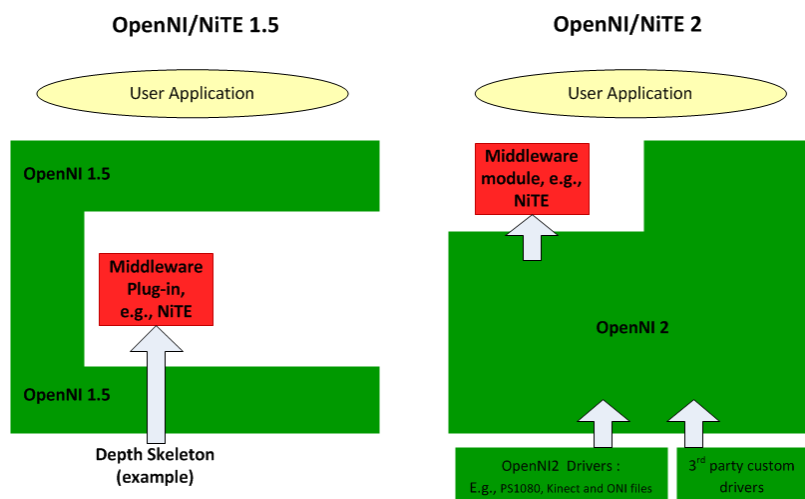 OpenNI/NiTE 1.5
User Application
OpenNI 1.5
Middleware
Plug-in,
e.g., NiTE
OpenNI 1.5
Depth Skeleton
(example)
OpenNI/NiTE 2
User Application
Middleware
module, e.g.,
NiTE
OpenNI 2
OpenNI2  Drivers :
E.g., PS1080, Kinect and ONI files
3rd party custom
drivers